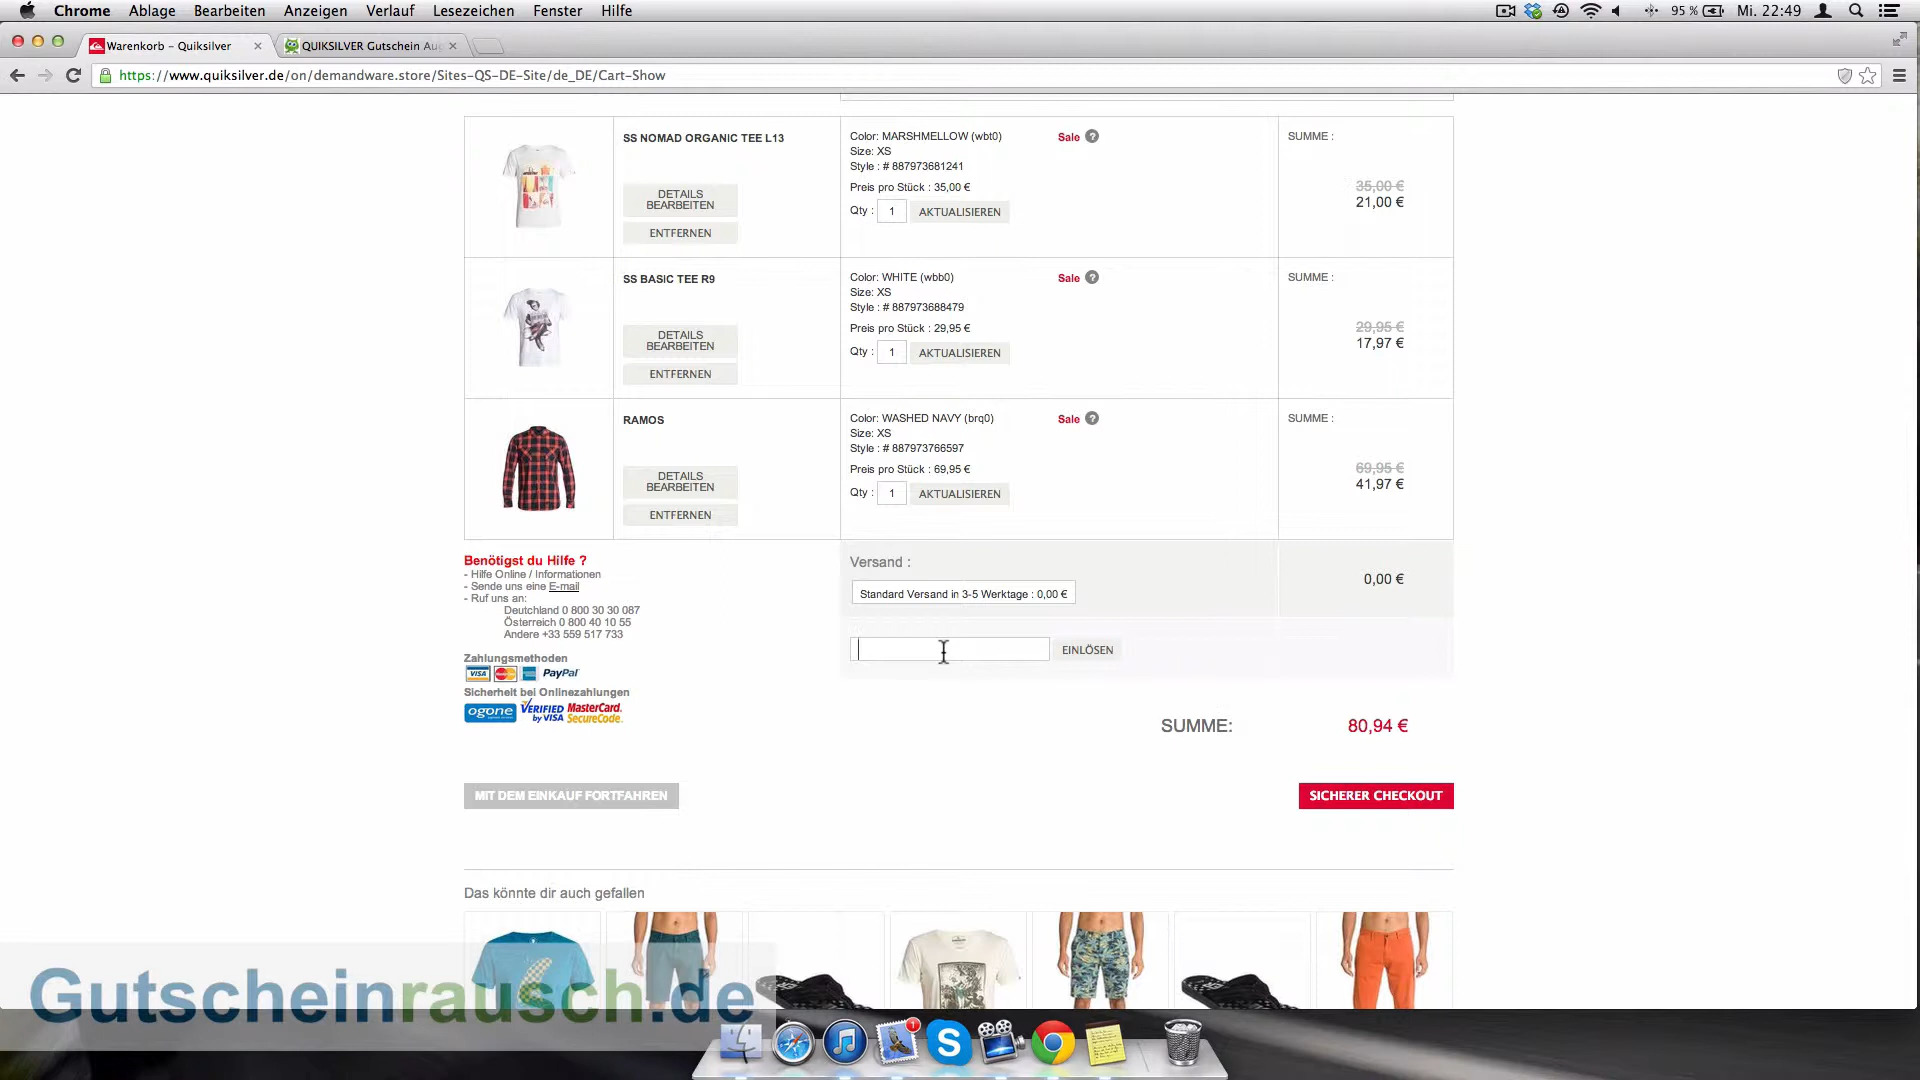 Chrome Ablage Bearbeiten Anzeigen Verlauf Lesezeichen Fenster Hilfe 95 % Mi. 22:49
Warenkorb – Quiksilver QUIKSILVER Gutschein Au
https://www.quiksilver.de/on/demandware.store/Sites-QS-DE-Site/de_DE/Cart-Show
SS NOMAD ORGANIC TEE L13
DETAILS
BEARBEITEN
ENTFERNEN
Color: MARSHMELLOW (wbt0)
Size: XS
Style : # 887973681241
Preis pro Stück : 35,00 €
Qty : 1 AKTUALISIEREN
Sale ?
SUMME :
35,00 €
21,00 €
SS BASIC TEE R9
DETAILS
BEARBEITEN
ENTFERNEN
Color: WHITE (wbb0)
Size: XS
Style : # 887973688479
Preis pro Stück : 29,95 €
Qty : 1 AKTUALISIEREN
Sale ?
SUMME :
29,95 €
17,97 €
RAMOS
DETAILS
BEARBEITEN
ENTFERNEN
Color: WASHED NAVY (brq0)
Size: XS
Style : # 887973766597
Preis pro Stück : 69,95 €
Qty : 1 AKTUALISIEREN
Sale ?
SUMME :
69,95 €
41,97 €
Benötigst du Hilfe ?
- Hilfe Online / Informationen
- Sende uns eine E-mail
- Ruf uns an:
Deutchland 0 800 30 30 087
Österreich 0 800 40 10 55
Andere +33 559 517 733
Zahlungsmethoden
VISA MasterCard PayPal
Sicherheit bei Onlinezahlungen
ogone VERIFIED by VISA MasterCard. SecureCode.
Versand :
Standard Versand in 3-5 Werktage : 0,00 €
0,00 €
EINLÖSEN
SUMME: 80,94 €
MIT DEM EINKAUF FORTFAHREN
SICHERER CHECKOUT
Das könnte dir auch gefallen
Gutscheinrausch.de
1
S